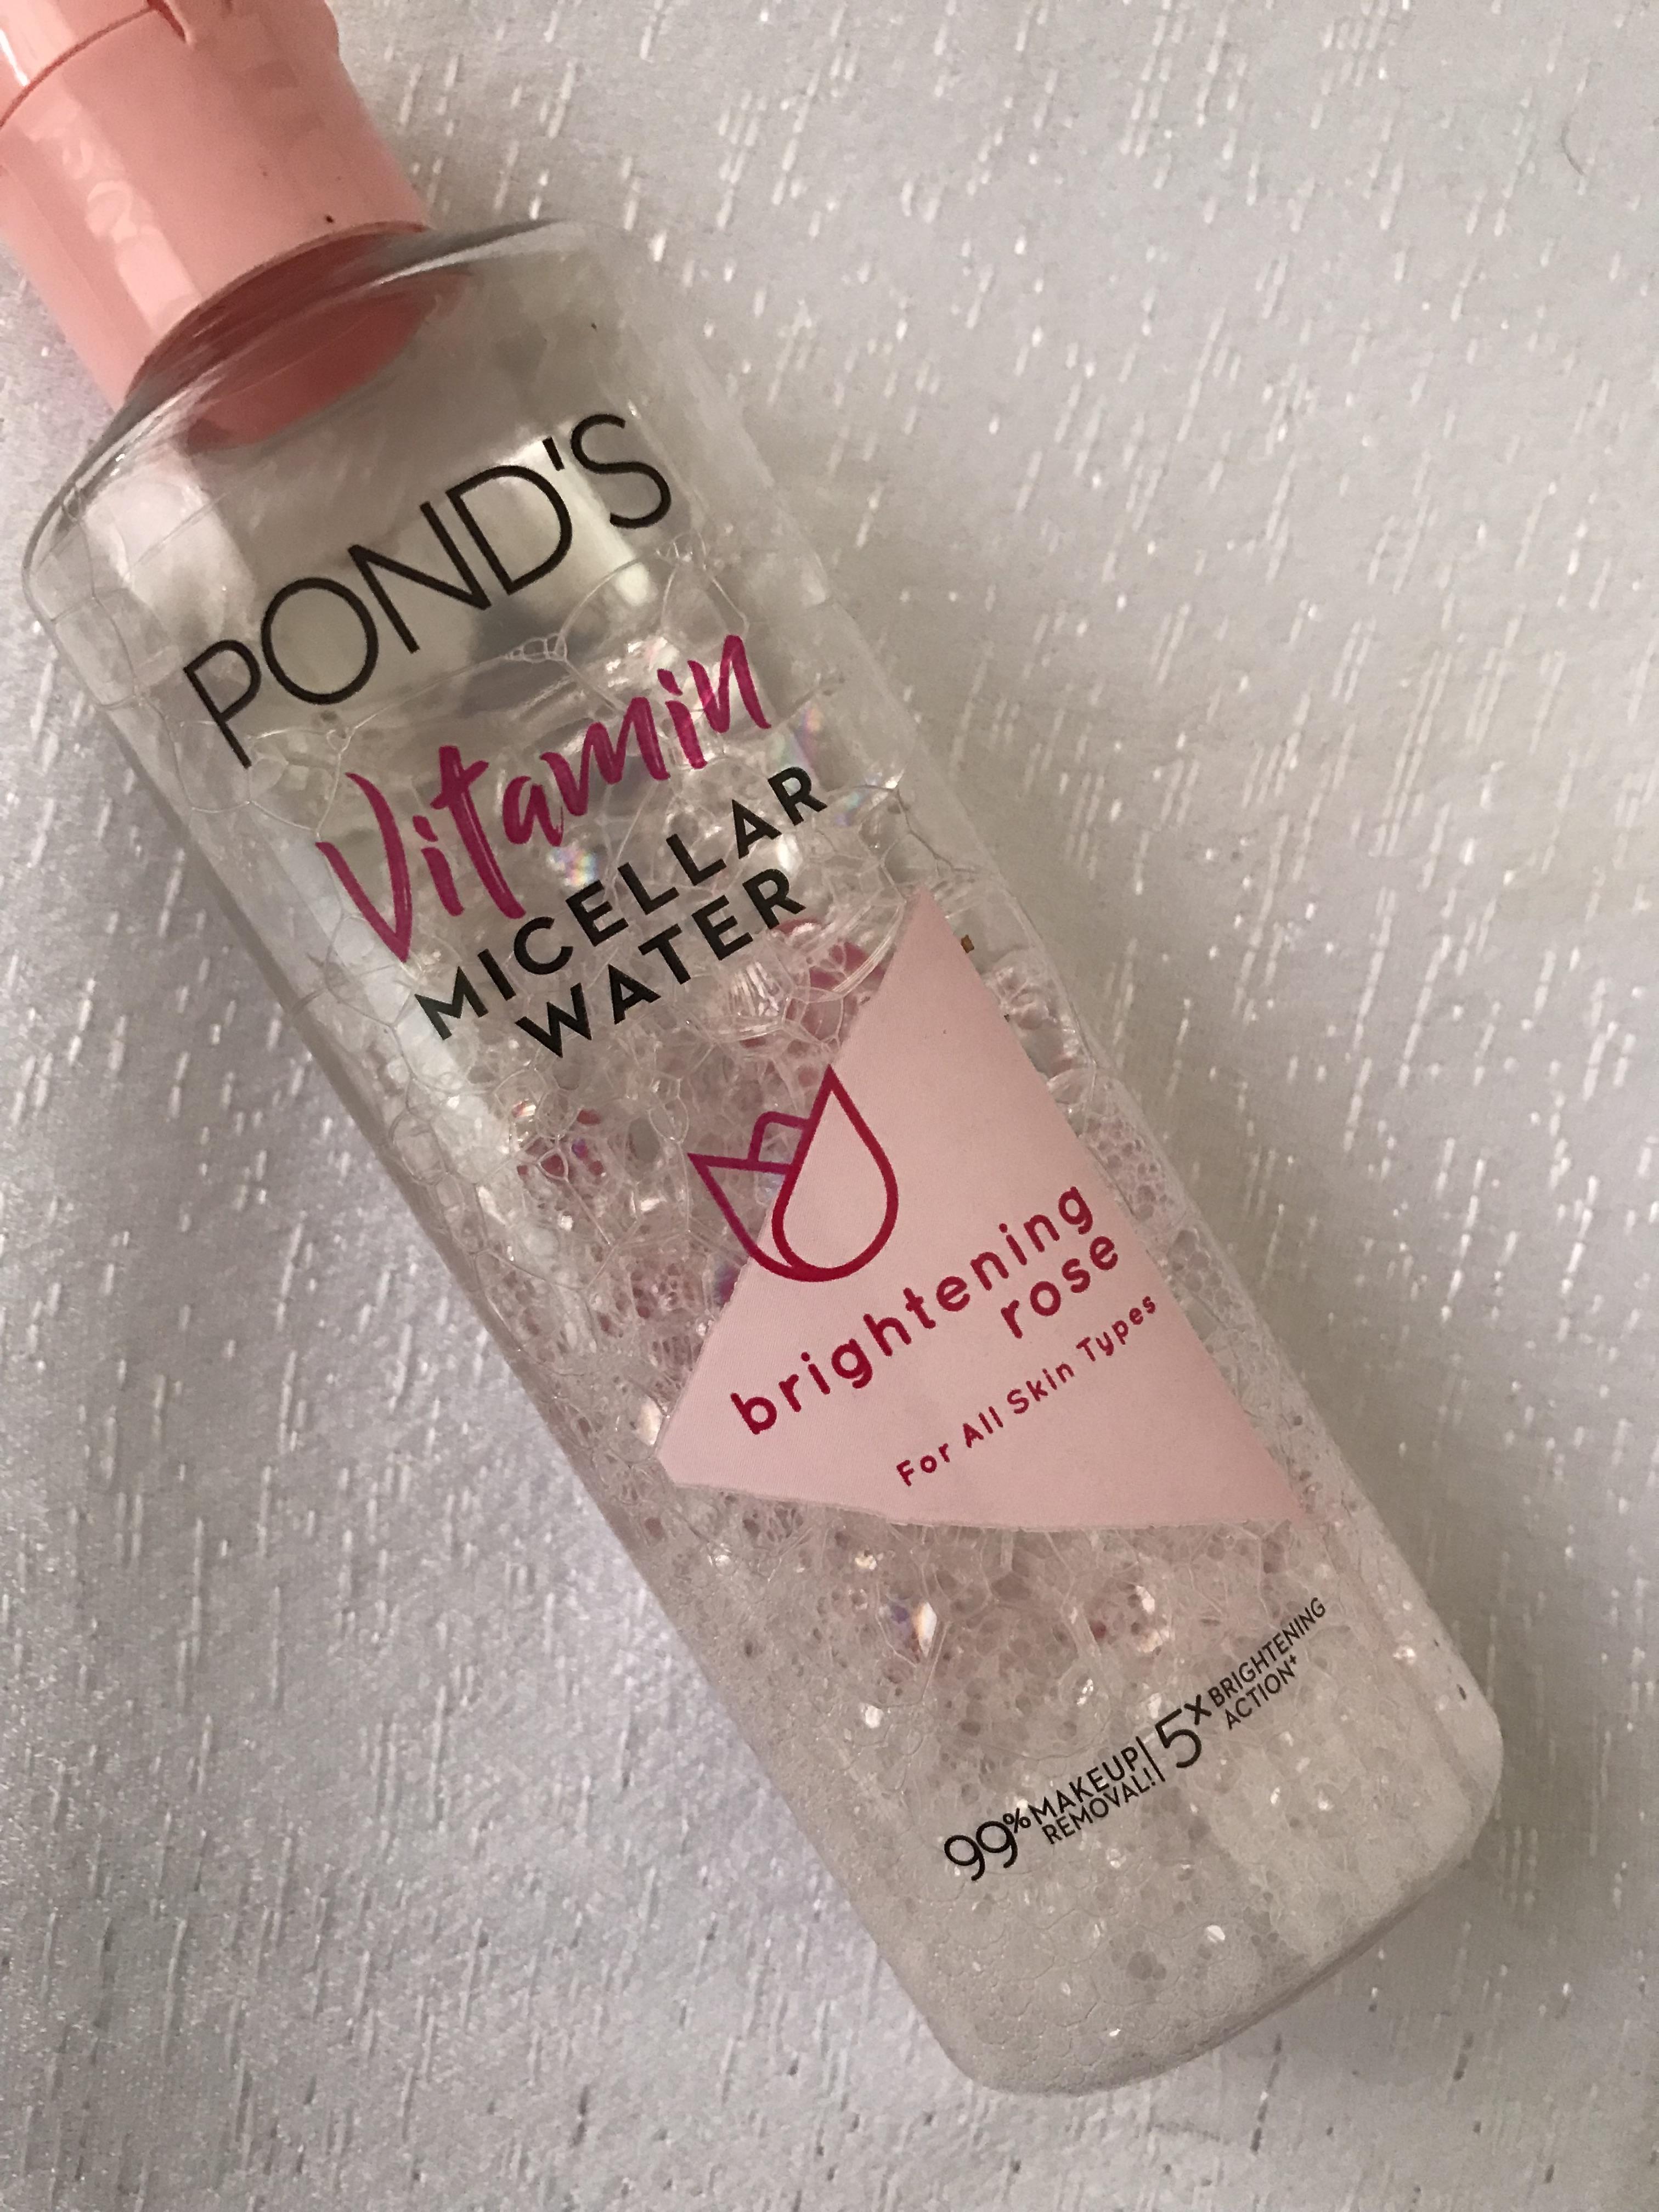 POND'S
Vitamin
MICELLAR
WATER
brightening
rose
For All Skin Types
99% MAKEUP REMOVAL! | 5x BRIGHTENING ACTION+